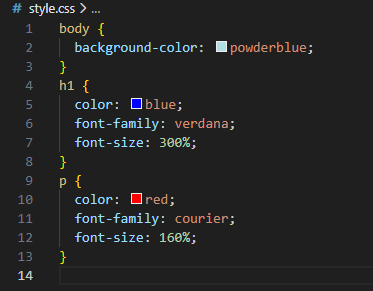 # style.css > ...
1 body {
2     background-color: powderblue;
3 }
4 h1 {
5     color: blue;
6     font-family: verdana;
7     font-size: 300%;
8 }
9 p {
10     color: red;
11     font-family: courier;
12     font-size: 160%;
13 }
14